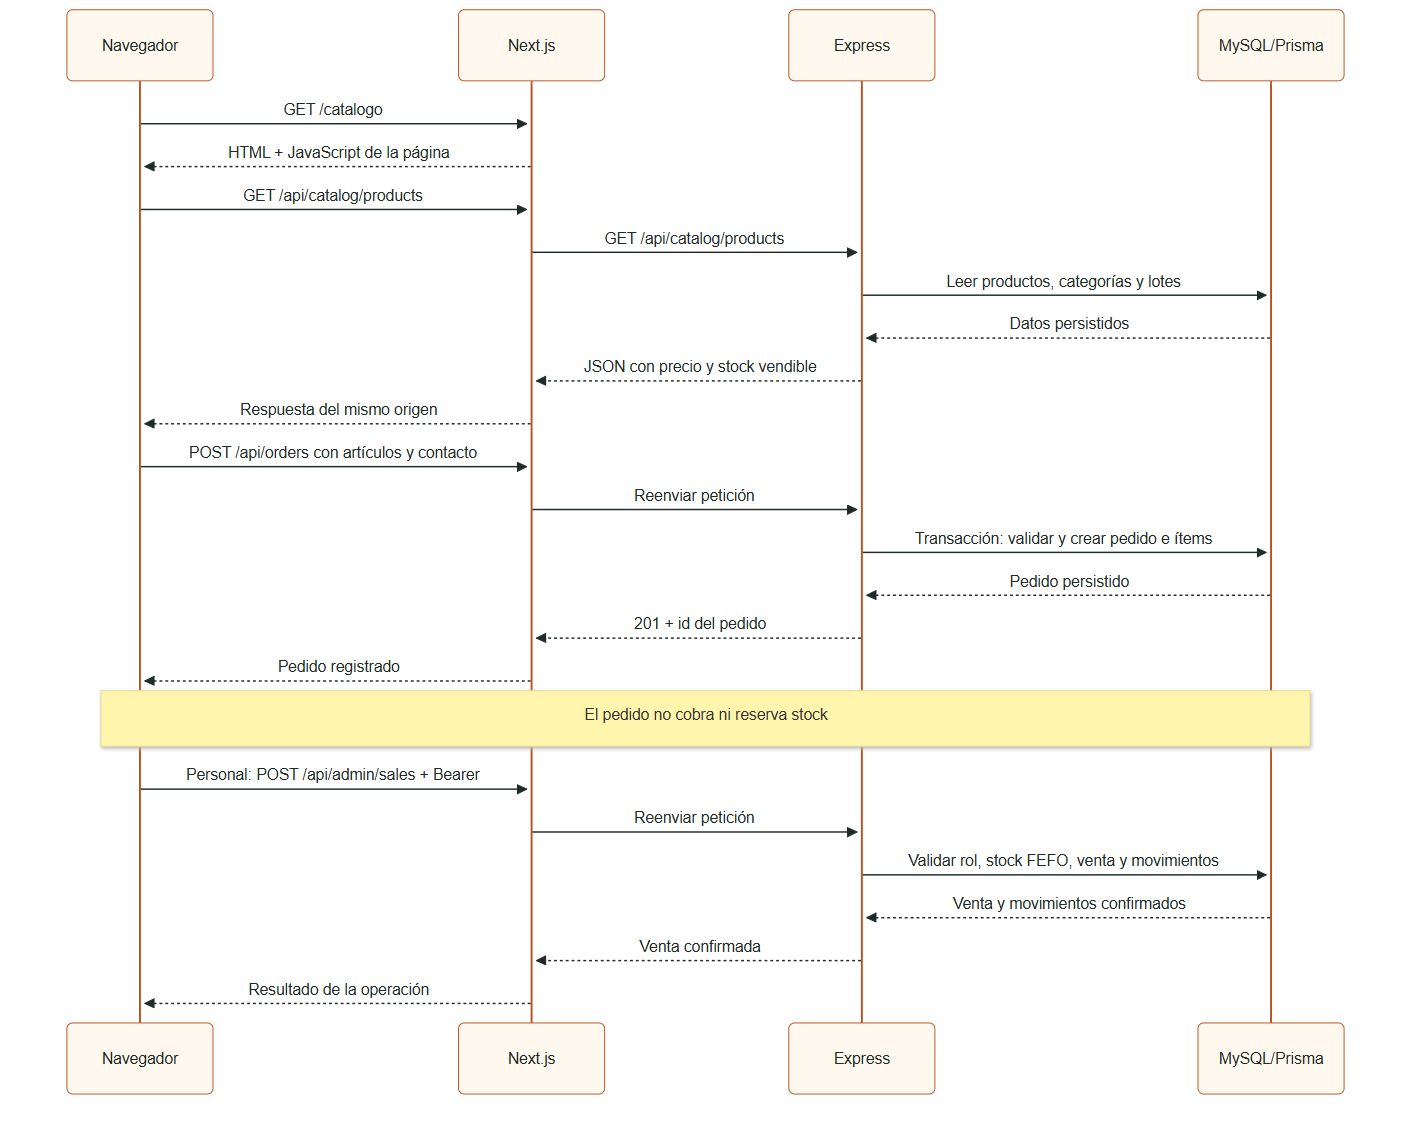 Navegador
Next.js
Express
MySQL/Prisma
GET /catalogo
HTML + JavaScript de la página
GET /api/catalog/products
GET /api/catalog/products
Leer productos, categorías y lotes
Datos persistidos
JSON con precio y stock vendible
Respuesta del mismo origen
POST /api/orders con artículos y contacto
Reenviar petición
Transacción: validar y crear pedido e ítems
Pedido persistido
201 + id del pedido
Pedido registrado
El pedido no cobra ni reserva stock
Personal: POST /api/admin/sales + Bearer
Reenviar petición
Validar rol, stock FEFO, venta y movimientos
Venta y movimientos confirmados
Venta confirmada
Resultado de la operación
Navegador
Next.js
Express
MySQL/Prisma